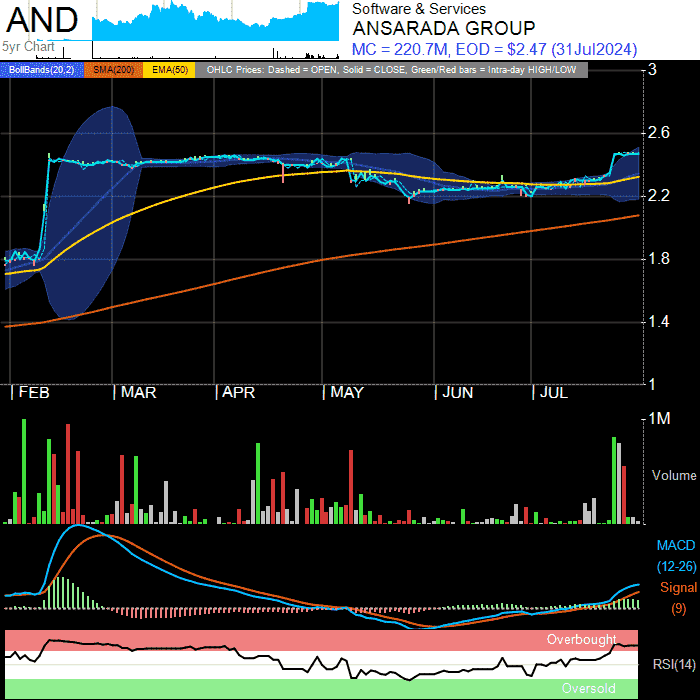 AND
5yr Chart
Software & Services
ANSARADA GROUP
MC = 220.7M, EOD = $2.47 (31Jul2024)
BollBands(20,2) SMA(200) EMA(50) OHLC Prices: Dashed = OPEN, Solid = CLOSE, Green/Red bars = Intra-day HIGH/LOW
3
2.6
2.2
1.8
1.4
1
FEB MAR APR MAY JUN JUL
1M
Volume
MACD
(12-26)
Signal
(9)
Overbought
RSI(14)
Oversold